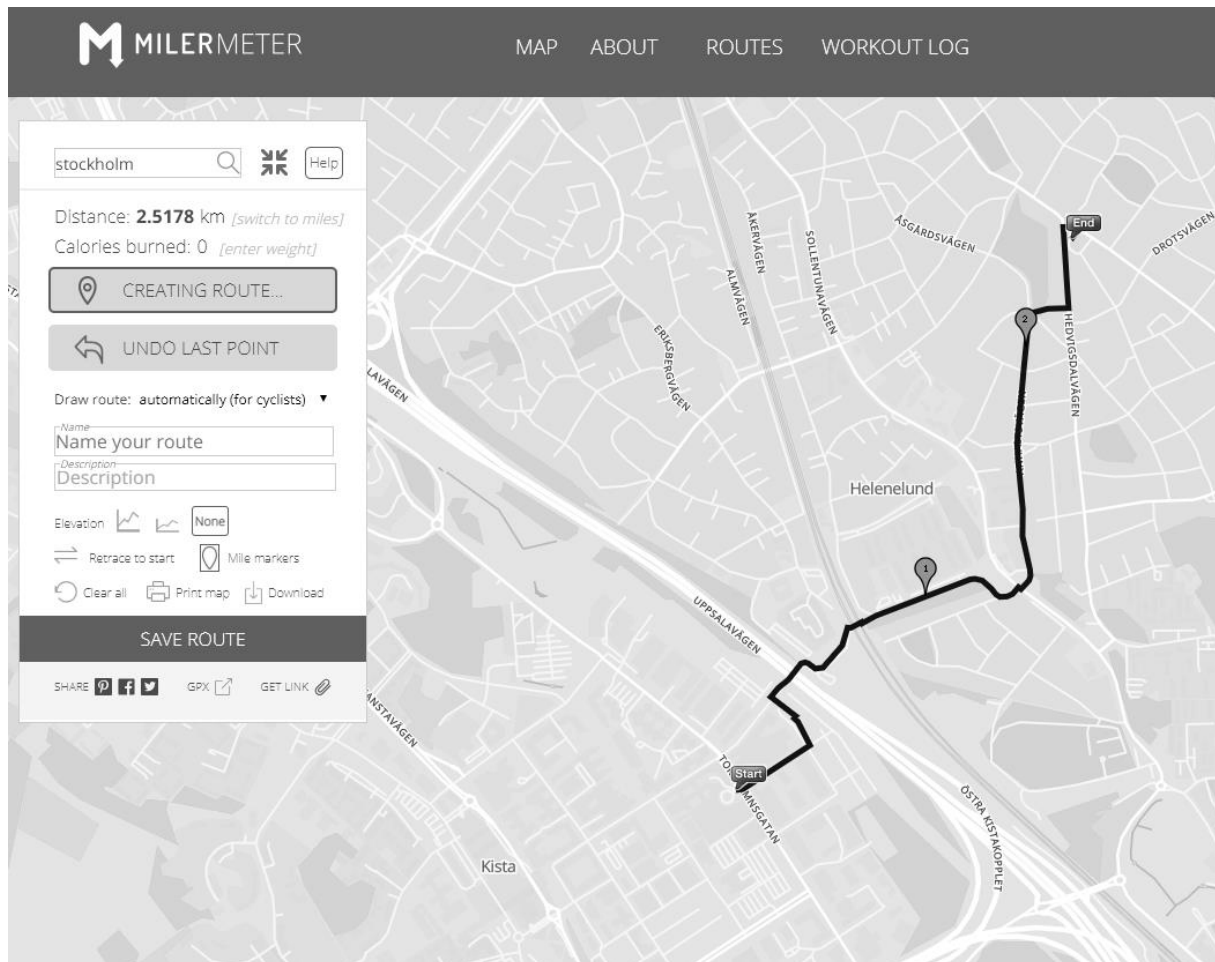 MILERMETER
MAP ABOUT ROUTES WORKOUT LOG
stockholm Help
Distance: 2.5178 km [switch to miles]
Calories burned: 0 [enter weight]
CREATING ROUTE...
UNDO LAST POINT
Draw route: automatically (for cyclists)
Name
Name your route
Description
Description
Elevation None
Retrace to start Mile markers
Clear all Print map Download
SAVE ROUTE
SHARE GPX GET LINK
End
ÅKERVÄGEN
SOLLENTUNAVÄGEN
ÅSGÅRDSVÄGEN
DROTSVÄGEN
ALMVÄGEN
ERIKSBERGVÄGEN
2
HEDVIGSDALVÄGEN
Helenelund
1
UPPSALAVÄGEN
Start
ÖSTRA KISTAKOPPLET
Kista